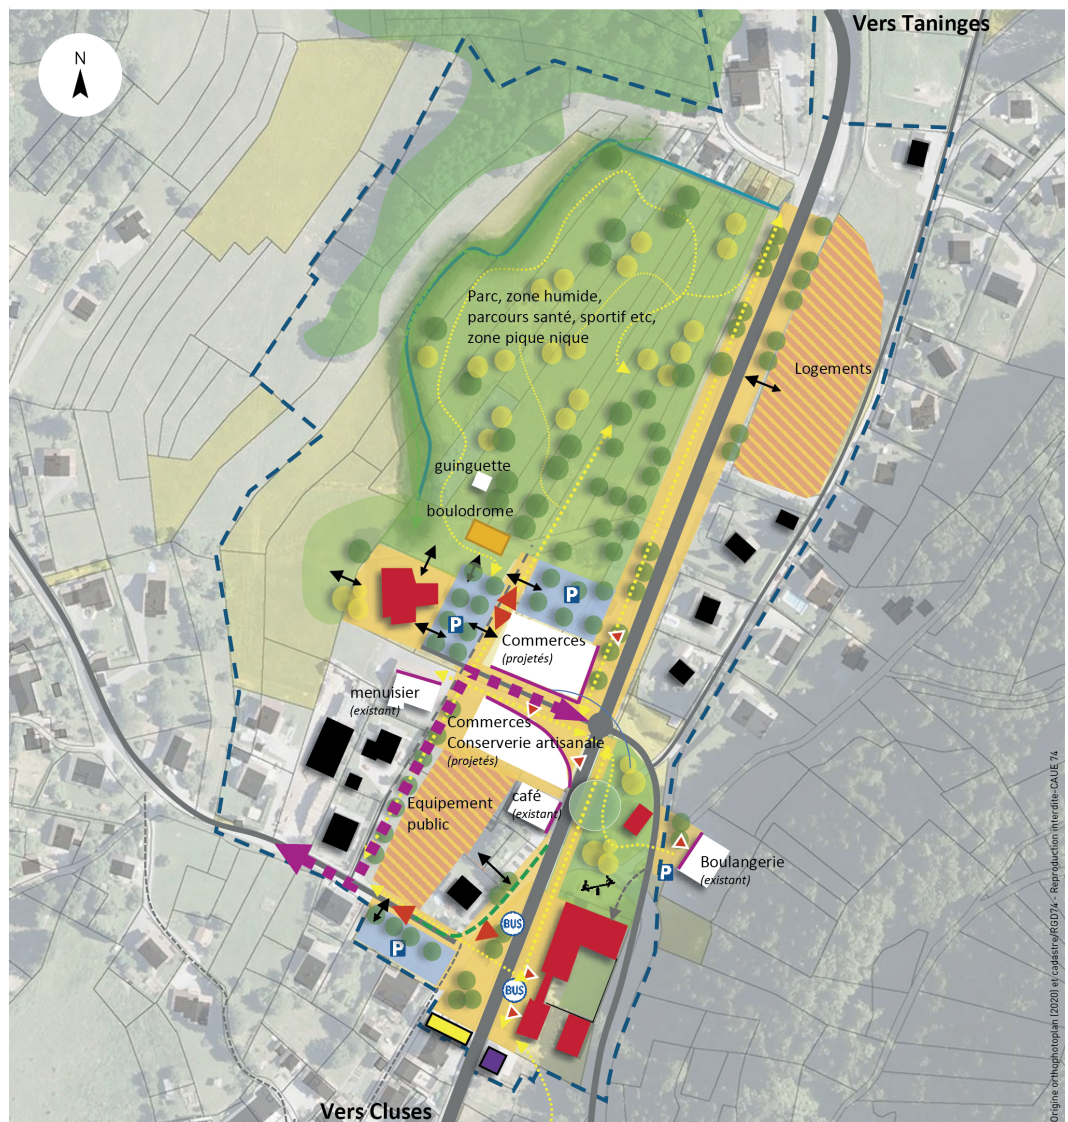 Vers Taninges
N
Parc, zone humide,
parcours santé, sportif etc,
zone pique nique
Logements
guinguette
boulodrome
P
P
Commerces
(projetés)
menuisier
(existant)
Commerces
Conserverie artisanale
(projetés)
café
(existant)
Equipement
public
Boulangerie
(existant)
P
BUS
P
BUS
Vers Cluses
Origine orthophotoplan (2020) et cadastre/RGD74 - Reproduction interdite-CAUE 74